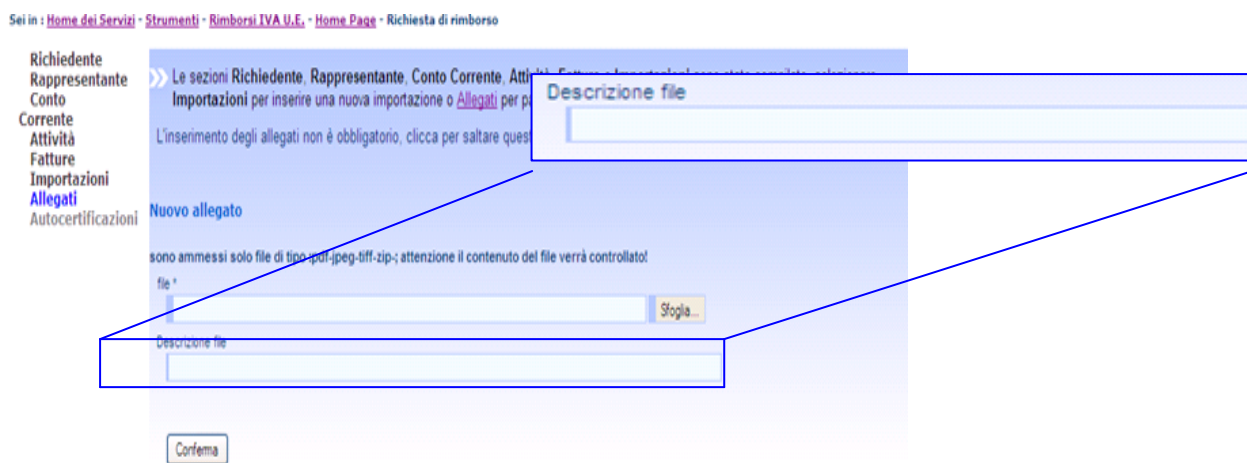 Sei in : Home dei Servizi - Strumenti - Rimborsi IVA U.E. - Home Page - Richiesta di rimborso
Richiedente
Rappresentante
Conto
Corrente
Attività
Fatture
Importazioni
Allegati
Autocertificazioni
Le sezioni Richiedente, Rappresentante, Conto Corrente,
Importazioni per inserire una nuova importazione o Allegati per
L'inserimento degli allegati non è obbligatorio, clicca per saltare
Descrizione file
Nuovo allegato
sono ammessi solo file di tipo :pdf-jpeg-tiff-zip-; attenzione il contenuto del file verrà controllato!
file *
Sfoglia...
Descrizione file
Conferma